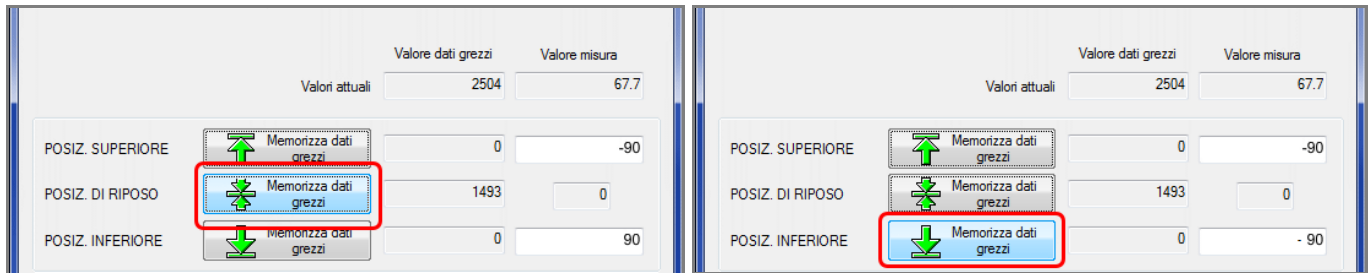 Valore dati grezzi Valore misura
Valori attuali 2504 67.7
POSIZ. SUPERIORE Memorizza dati grezzi 0 -90
POSIZ. DI RIPOSO Memorizza dati grezzi 1493 0
POSIZ. INFERIORE Memorizza dati grezzi 0 90
Valore dati grezzi Valore misura
Valori attuali 2504 67.7
POSIZ. SUPERIORE Memorizza dati grezzi 0 -90
POSIZ. DI RIPOSO Memorizza dati grezzi 1493 0
POSIZ. INFERIORE Memorizza dati grezzi 0 - 90